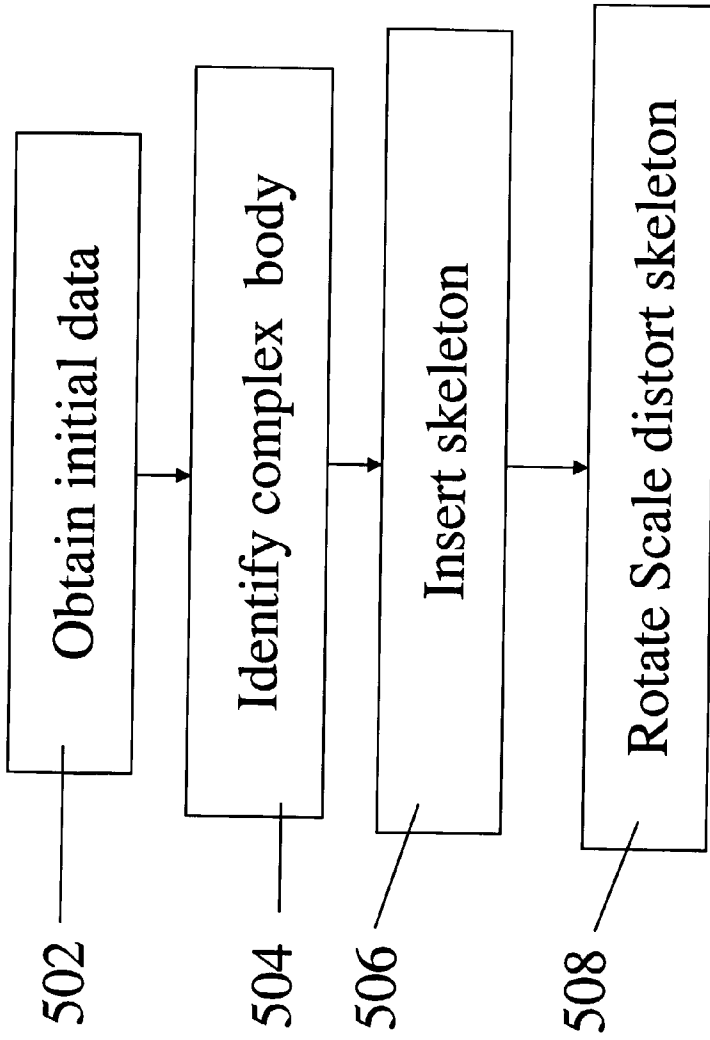 502
Obtain initial data
504
Identify complex body
506
Insert skeleton
508
Rotate Scale distort skeleton